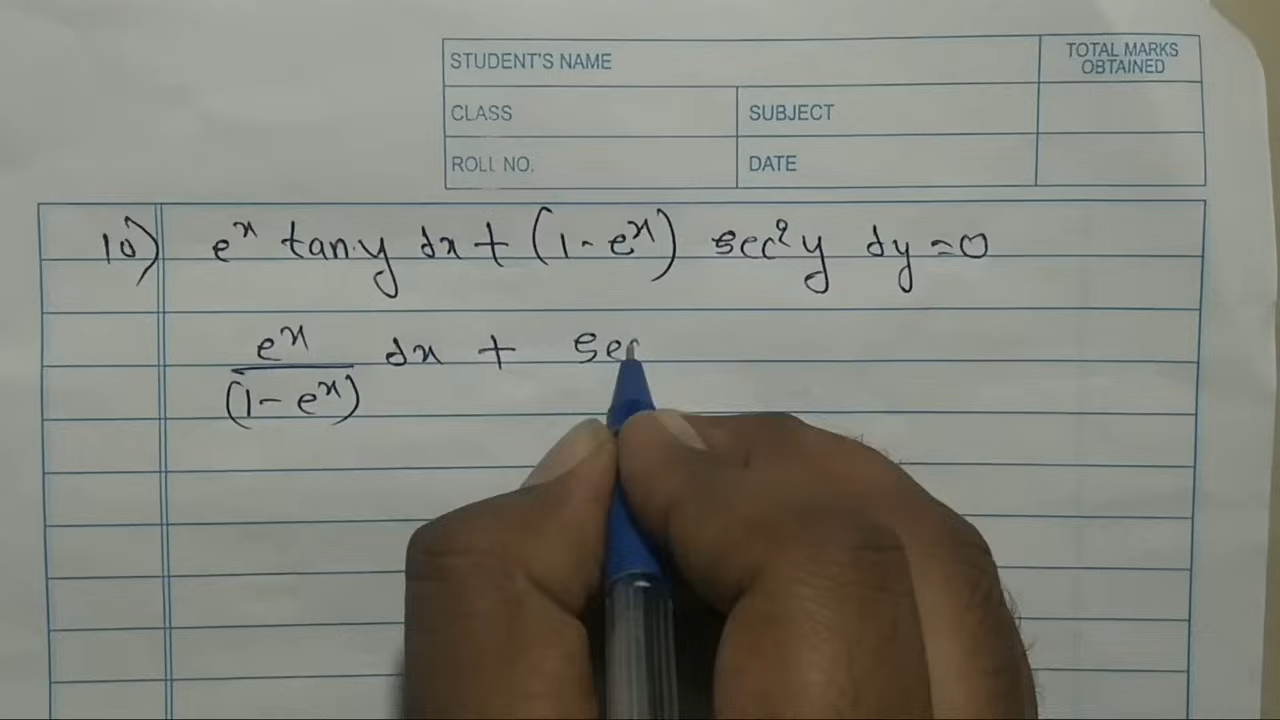 STUDENT'S NAME
TOTAL MARKS OBTAINED
CLASS
SUBJECT
ROLL NO.
DATE
10) eˣ tan y dx + (1 - eˣ) sec²y dy = 0
eˣ/(1 - eˣ) dx + sec